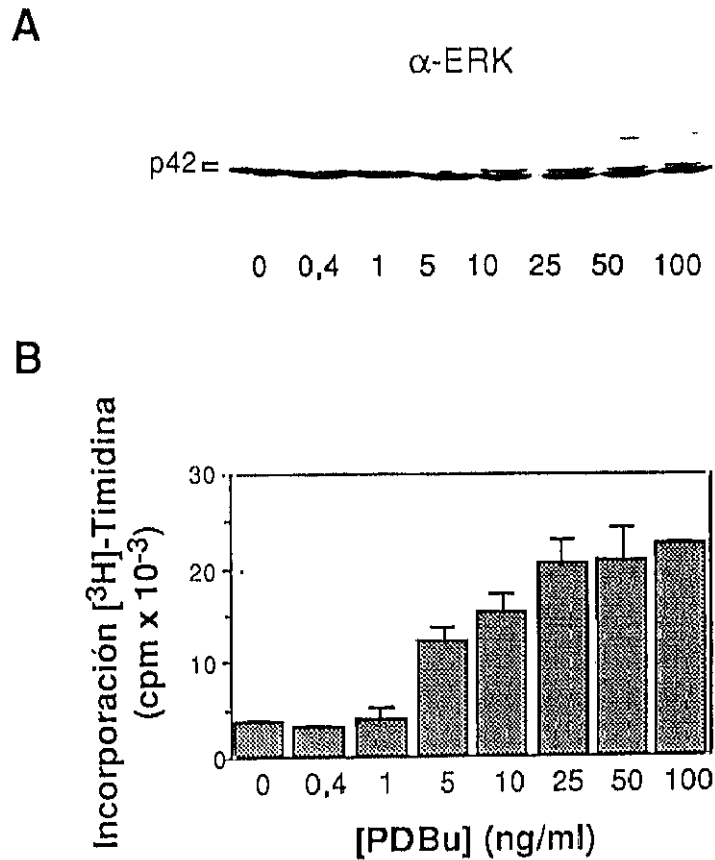 A
α-ERK
p42
0 0,4 1 5 10 25 50 100
B
Incorporación [³H]-Timidina
(cpm x 10⁻³)
30
20
10
0
0 0,4 1 5 10 25 50 100
[PDBu] (ng/ml)